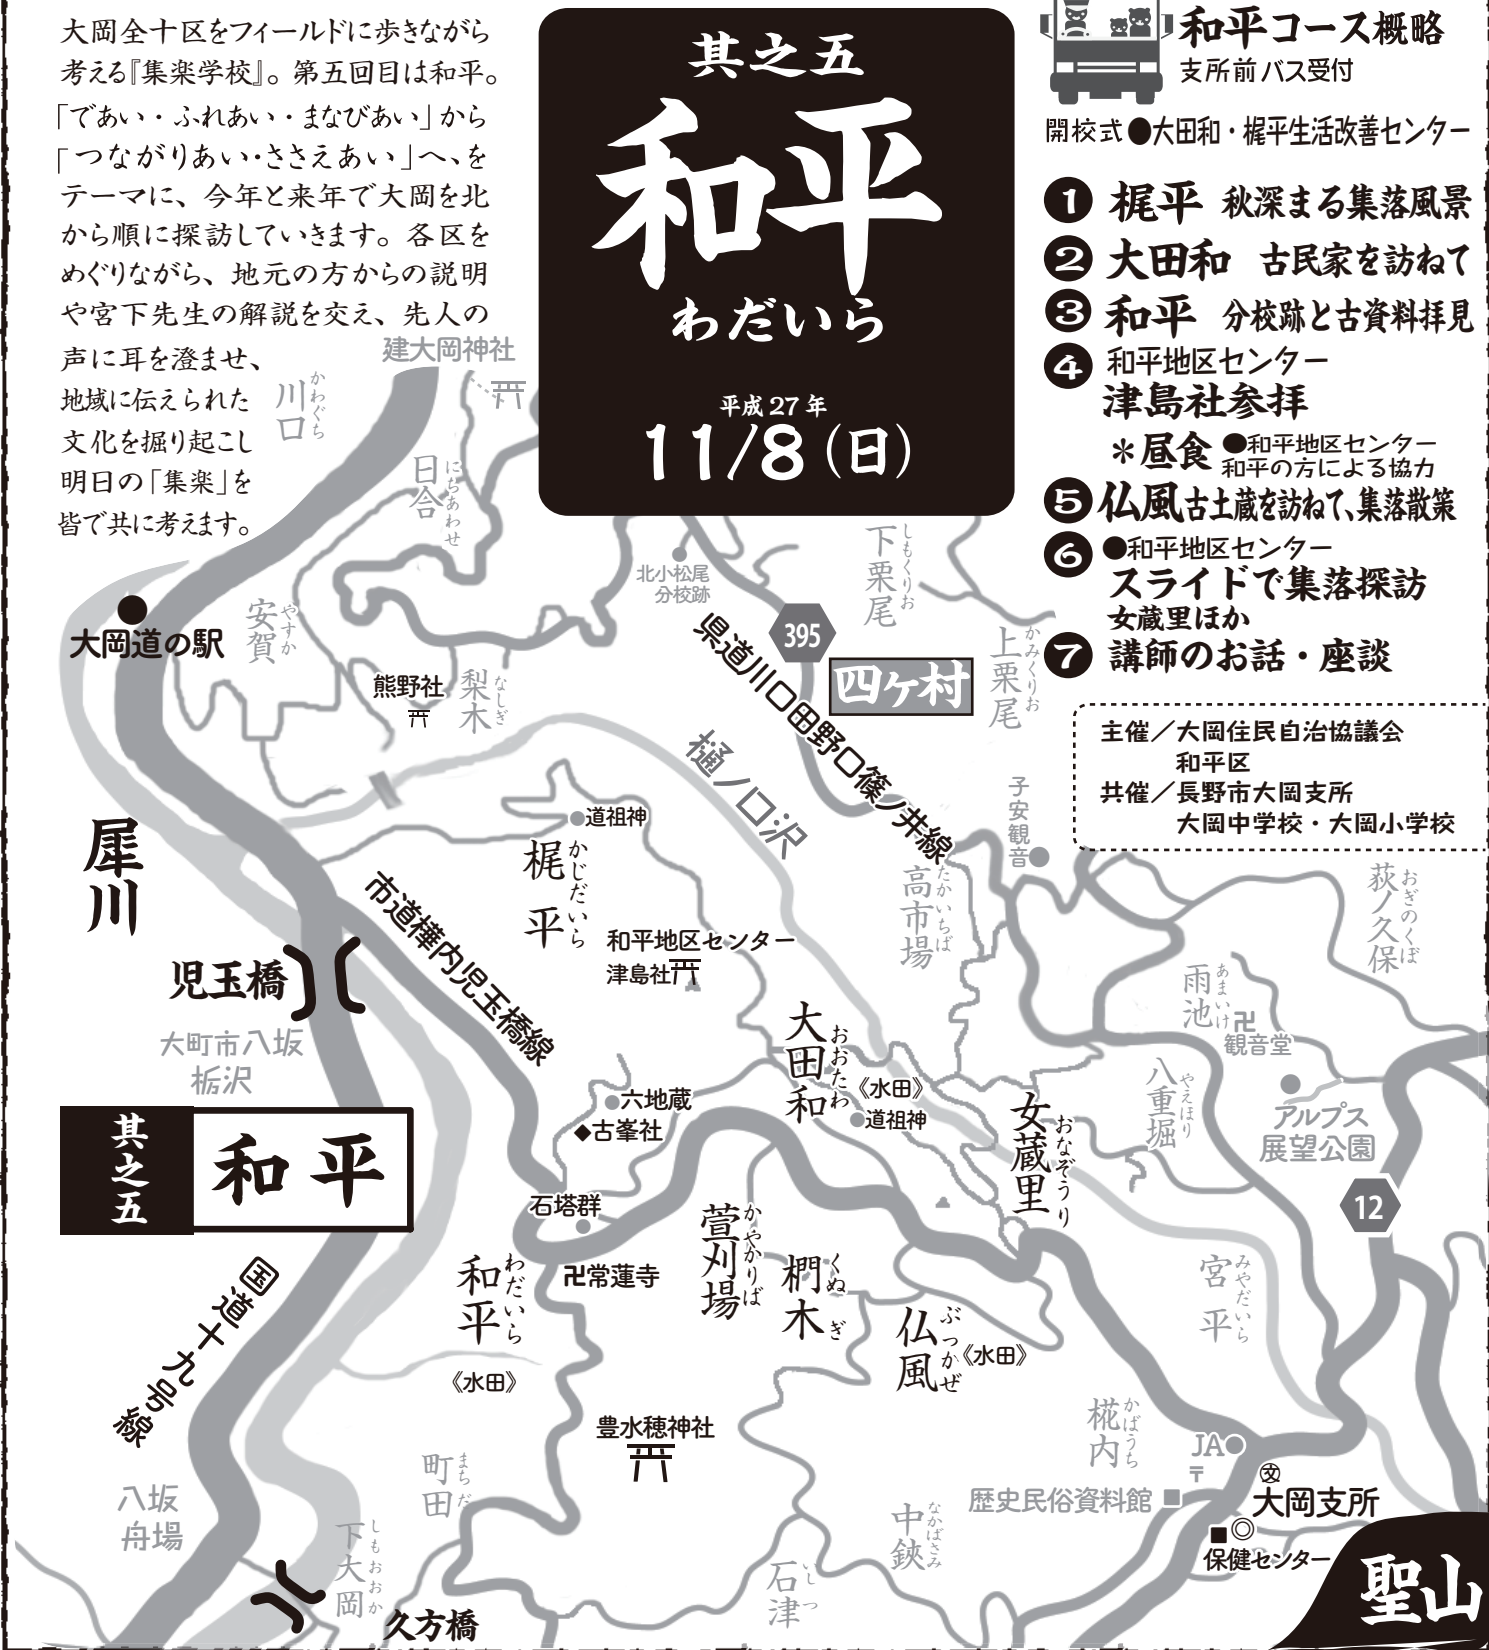 大岡全十区をフィールドに歩きながら
考える『集楽学校』。第五回目は和平。
「であい・ふれあい・まなびあい」から
「つながりあい・ささえあい」へ、を
テーマに、今年と来年で大岡を北
から順に探訪していきます。各区を
めぐりながら、地元の方からの説明
や宮下先生の解説を交え、先人の
声に耳を澄ませ、
地域に伝えられた
文化を掘り起こし
明日の「集楽」を
皆で共に考えます。
其之五
和平
わだいら
平成27年
11/8(日)
和平コース概略
支所前バス受付
開校式●大田和・梶平生活改善センター
❶ 梶平 秋深まる集落風景
❷ 大田和 古民家を訪ねて
❸ 和平 分校跡と古資料拝見
❹ 和平地区センター
津島社参拝
＊昼食 ●和平地区センター
和平の方による協力
❺ 仏風 古土蔵を訪ねて、集落散策
❻ ●和平地区センター
スライドで集落探訪
女蔵里ほか
❼ 講師のお話・座談
主催／大岡住民自治協議会
和平区
共催／長野市大岡支所
大岡中学校・大岡小学校
建大岡神社
川口
かわぐち
日合
にちあわせ
北小松尾
分校跡
下栗尾
しもくりお
上栗尾
かみくりお
395
四ケ村
県道川口田野口篠ノ井線
大岡道の駅
安賀
やすか
熊野社
梨木
なしぎ
樋ノ口沢
子安観音
道祖神
梶平
かじだいら
高市場
たかいちば
荻ノ久保
おぎのくぼ
犀川
市道樺内児玉橋線
和平地区センター
津島社
児玉橋
大町市八坂
栃沢
大田和
おおたわ
《水田》
道祖神
雨池
あまいけ
卍
観音堂
八重堀
やえほり
アルプス
展望公園
六地蔵
◆古峯社
女蔵里
おなぞうり
其之五
和平
石塔群
卍常蓮寺
萱刈場
かやかりば
椚木
くぬぎ
12
宮平
みやだいら
国道十九号線
和平
わだいら
《水田》
仏風
ぶっかぜ
《水田》
豊水穂神社
椛内
かばうち
JA
〒
文
大岡支所
歴史民俗資料館
■◎
保健センター
町田
まちだ
八坂
舟場
下大岡
しもおおか
中鋏
なかばさみ
石津
いしつ
久方橋
聖山